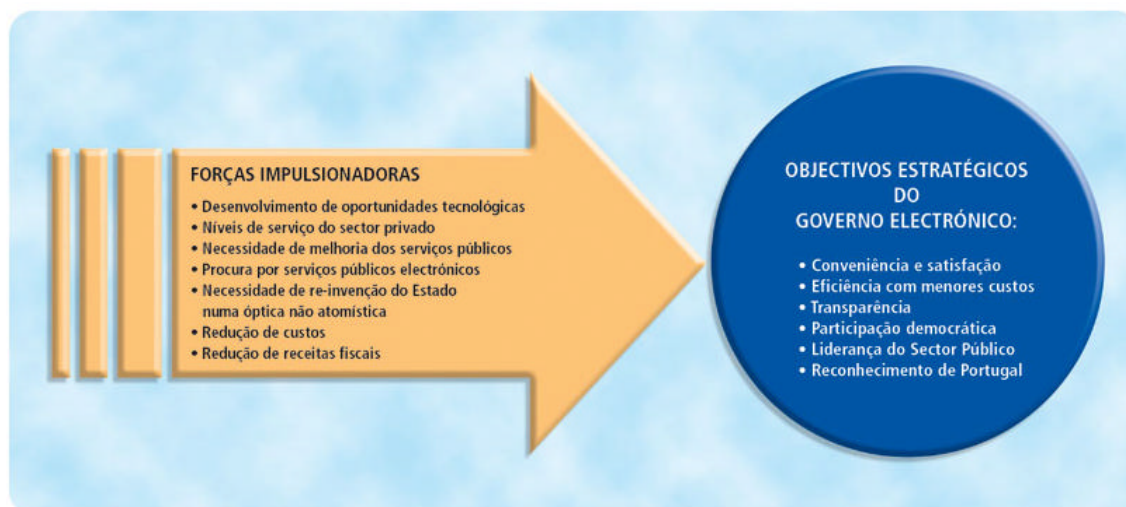 FORÇAS IMPULSIONADORAS
• Desenvolvimento de oportunidades tecnológicas
• Níveis de serviço do sector privado
• Necessidade de melhoria dos serviços públicos
• Procura por serviços públicos electrónicos
• Necessidade de re-invenção do Estado
numa óptica não atomística
• Redução de custos
• Redução de receitas fiscais
OBJECTIVOS ESTRATÉGICOS
DO
GOVERNO ELECTRÓNICO:
• Conveniência e satisfação
• Eficiência com menores custos
• Transparência
• Participação democrática
• Liderança do Sector Público
• Reconhecimento de Portugal